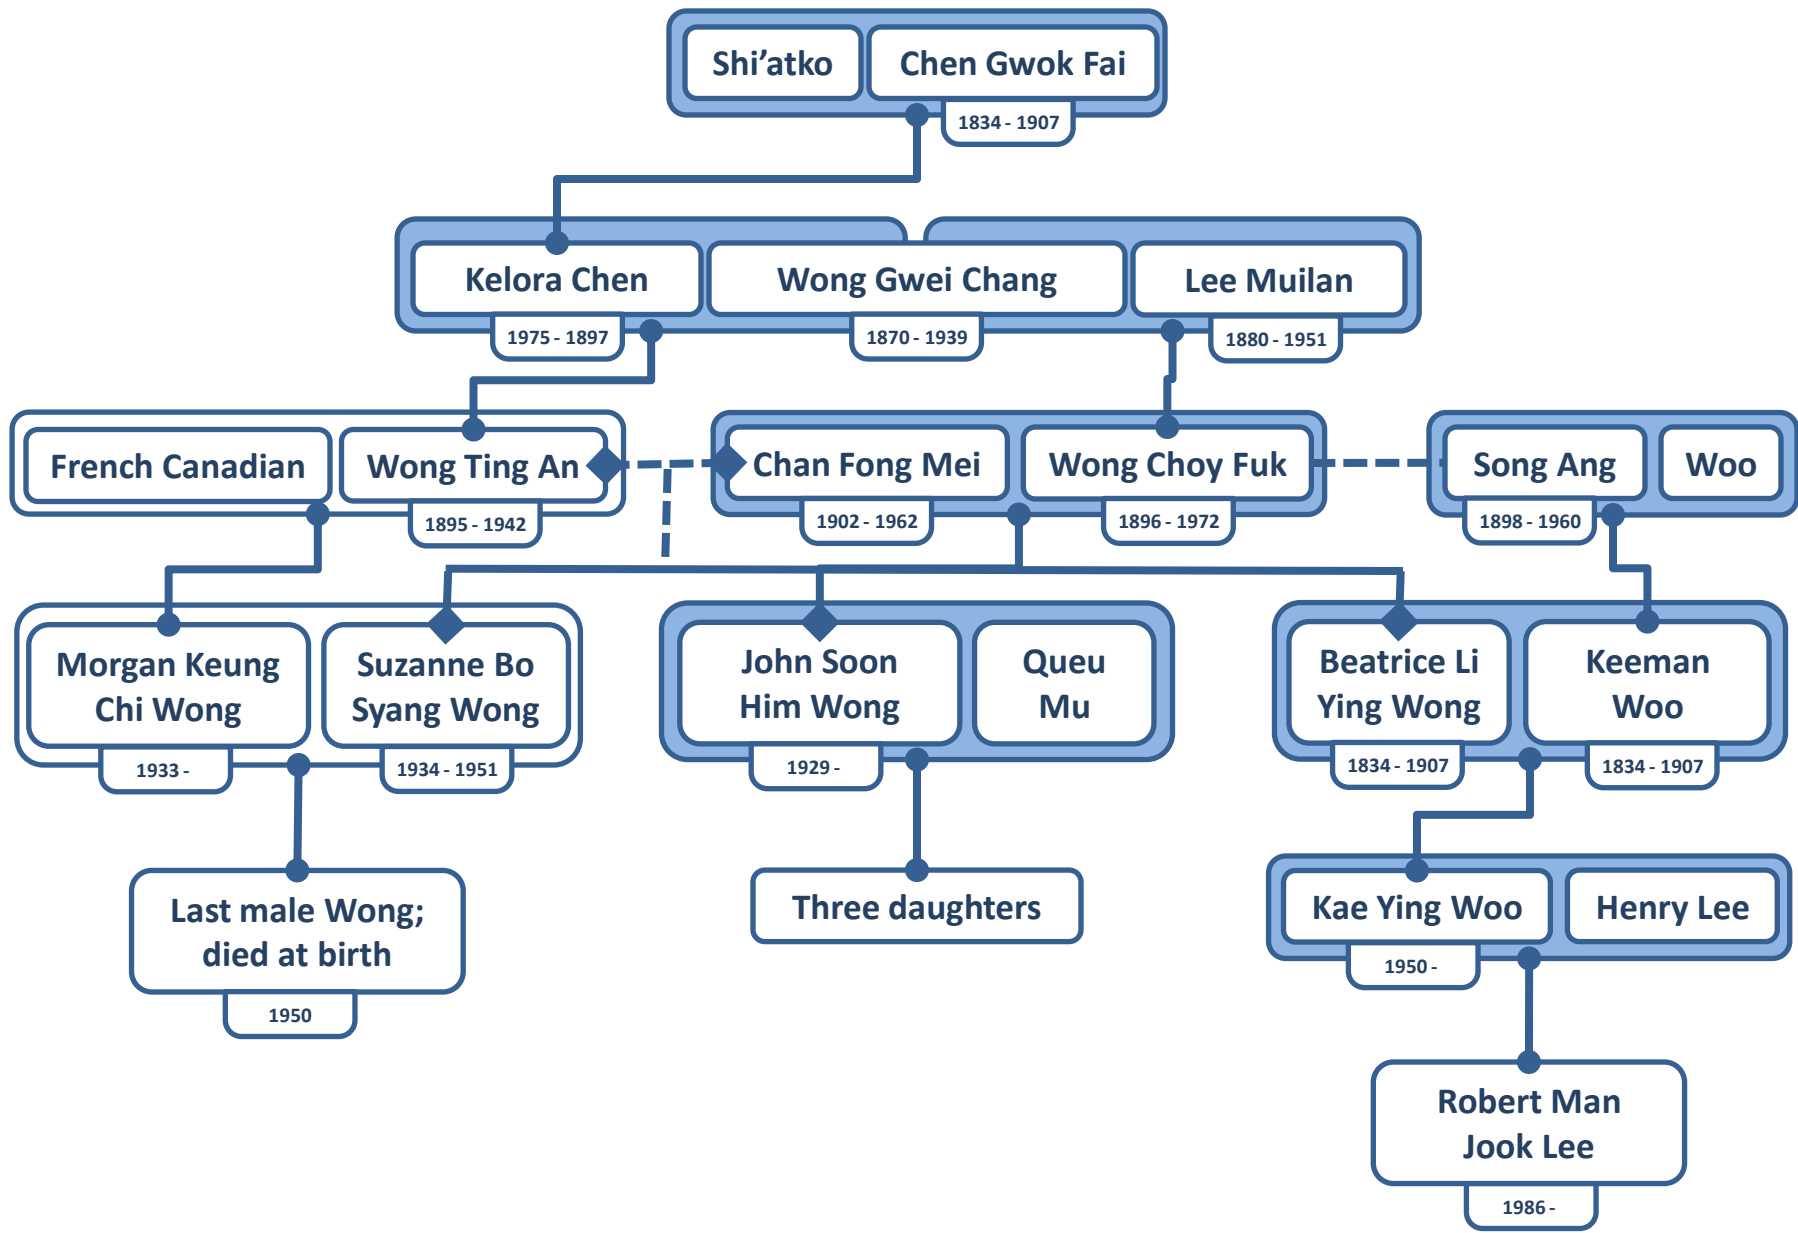 Shi’atko
Chen Gwok Fai
1834 - 1907
Kelora Chen
Wong Gwei Chang
Lee Muilan
1975 - 1897
1870 - 1939
1880 - 1951
French Canadian
Wong Ting An
Chan Fong Mei
Wong Choy Fuk
Song Ang
Woo
1895 - 1942
1902 - 1962
1896 - 1972
1898 - 1960
Morgan Keung
Chi Wong
Suzanne Bo
Syang Wong
John Soon
Him Wong
Queu
Mu
Beatrice Li
Ying Wong
Keeman
Woo
1933 -
1934 - 1951
1929 -
1834 - 1907
1834 - 1907
Last male Wong;
died at birth
Three daughters
Kae Ying Woo
Henry Lee
1950
1950 -
Robert Man
Jook Lee
1986 -